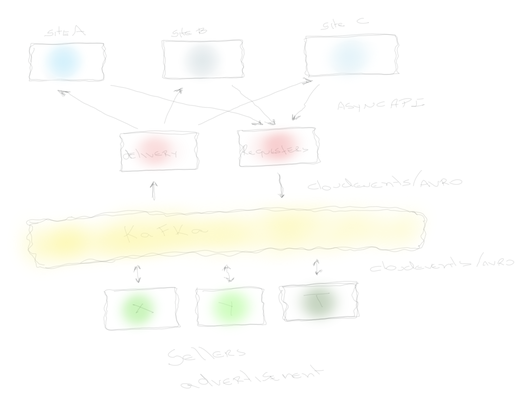 site A
site B
site C
ASYNC API
delivery
Requesters
cloudevents/AVRO
Kafka
cloudevents/AVRO
X
Y
Sellers
advertisement